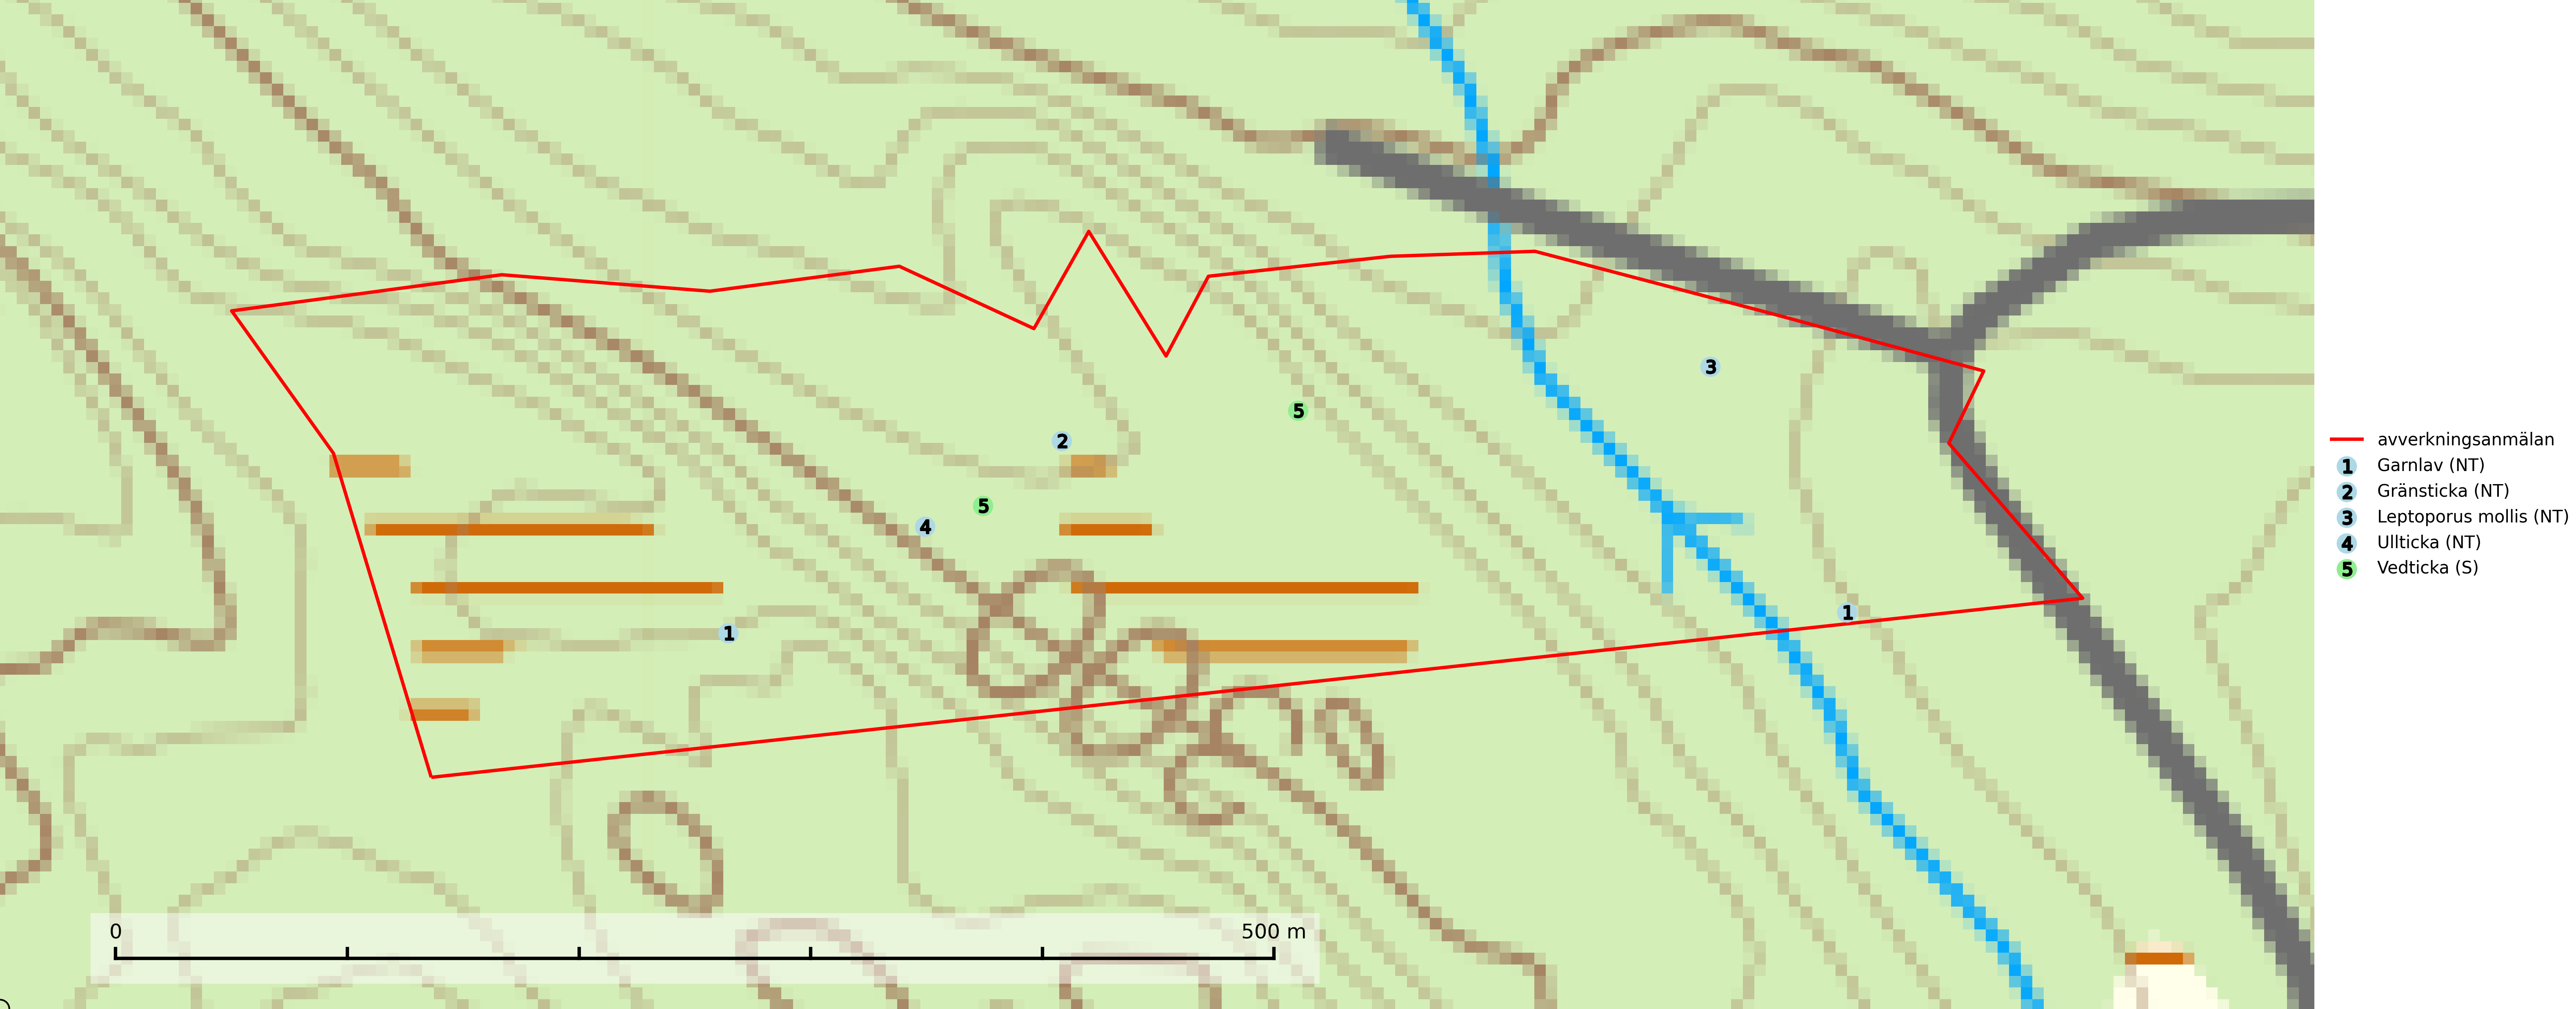 3
5
2
5
4
1
1
0
500 m
avverkningsanmälan
1 Garnlav (NT)
2 Gränsticka (NT)
3 Leptoporus mollis (NT)
4 Ullticka (NT)
5 Vedticka (S)